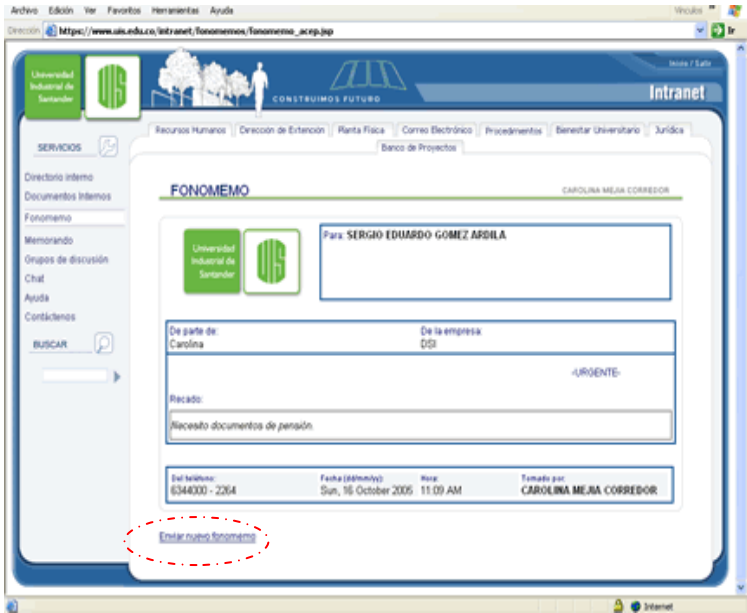 Archivo Edición Ver Favoritos Herramientas Ayuda Vínculos
Dirección https://www.uis.edu.co/intranet/fonomemos/fonomemo_acep.jsp Ir
Universidad
Industrial de
Santander
UIS
CONSTRUIMOS FUTURO
Inicio / Salir
Intranet
SERVICIOS
Recursos Humanos Dirección de Extención Planta Física Correo Electrónico Procedimientos Bienestar Universitario Jurídica
Banco de Proyectos
Directorio interno
Documentos Internos
Fonomemo
Memorando
Grupos de discusión
Chat
Ayuda
Contáctenos
BUSCAR
FONOMEMO CAROLINA MEJIA CORREDOR
Universidad
Industrial de
Santander
UIS
Para: SERGIO EDUARDO GOMEZ ARDILA
De parte de: De la empresa:
Carolina DSI
-URGENTE-
Recado:
Necesito documentos de pensión.
Del teléfono: Fecha (dd/mm/yy): Hora: Tomado por:
6344000 - 2264 Sun, 16 October 2005 11:09 AM CAROLINA MEJIA CORREDOR
Enviar nuevo fonomemo
Internet